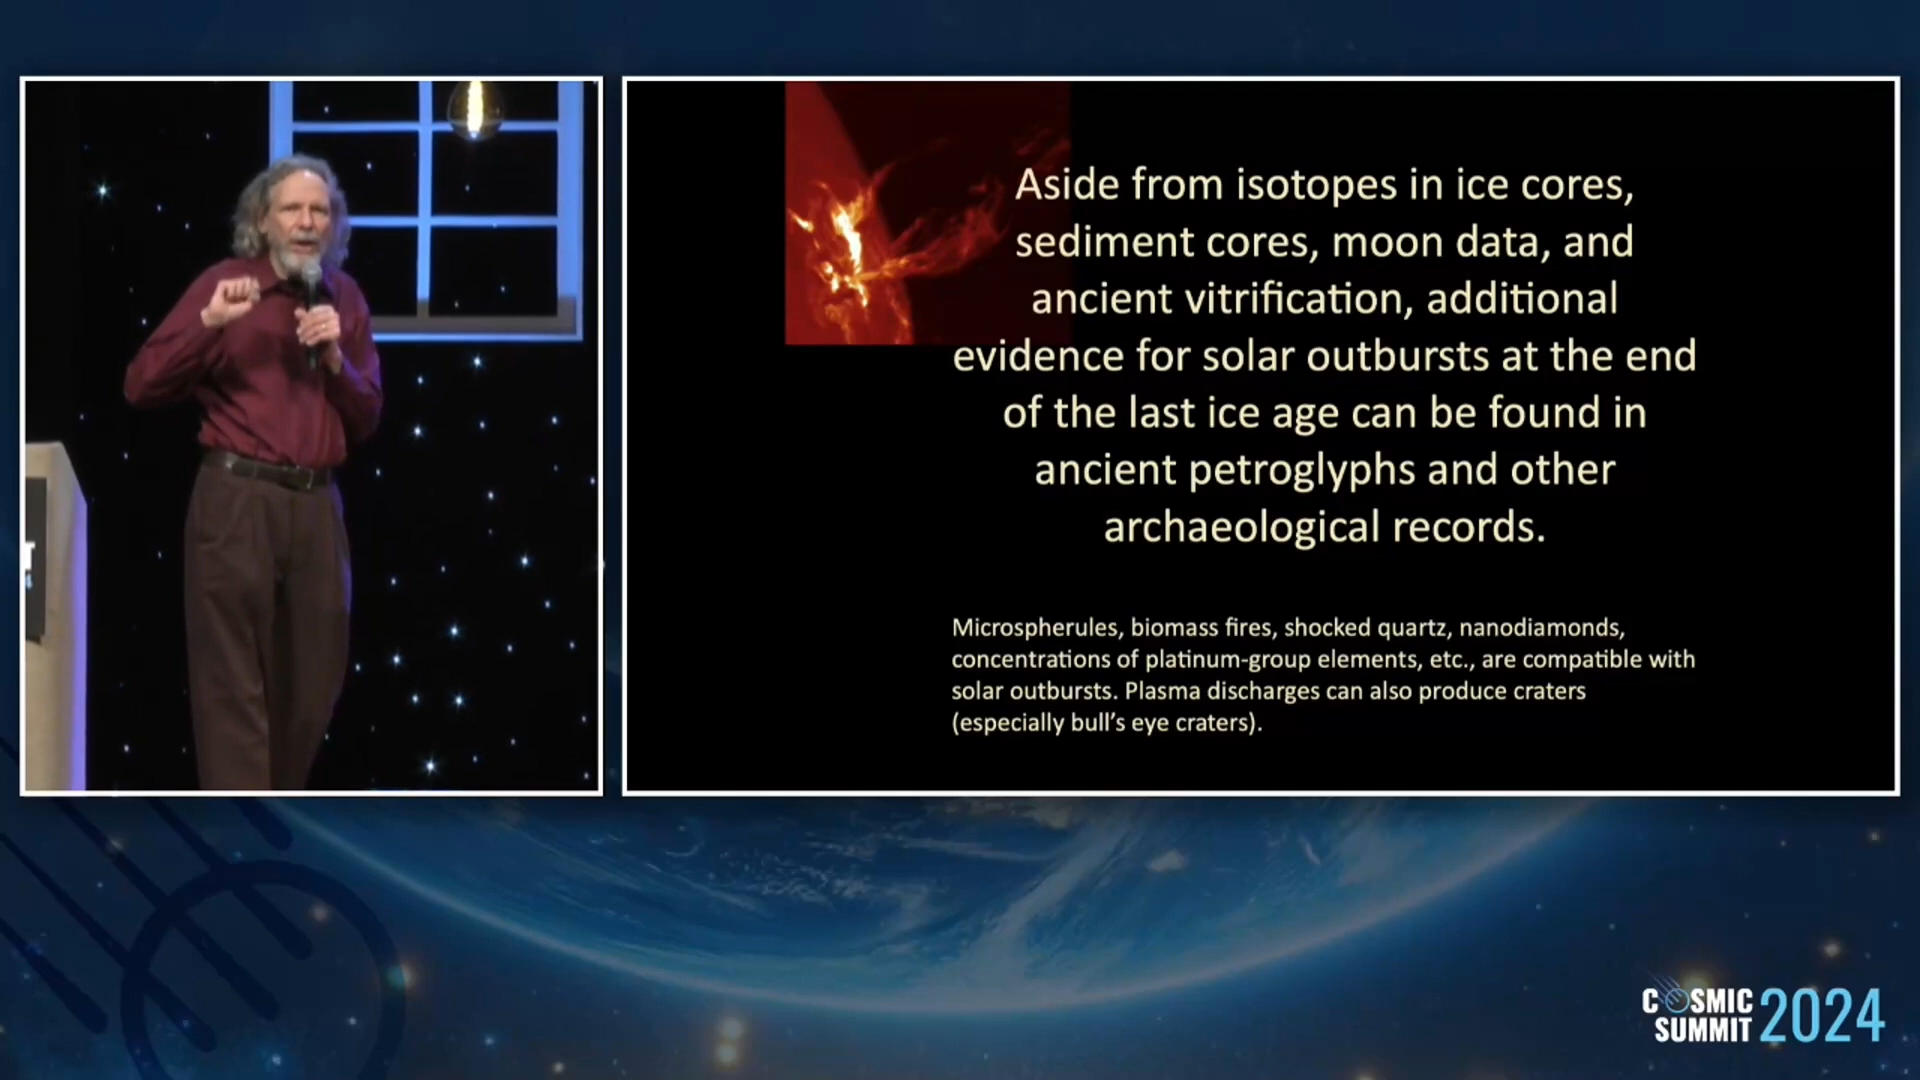 Aside from isotopes in ice cores,
sediment cores, moon data, and
ancient vitrification, additional
evidence for solar outbursts at the end
of the last ice age can be found in
ancient petroglyphs and other
archaeological records.
Microspherules, biomass fires, shocked quartz, nanodiamonds,
concentrations of platinum-group elements, etc., are compatible with
solar outbursts. Plasma discharges can also produce craters
(especially bull's eye craters).
COSMIC
SUMMIT 2024